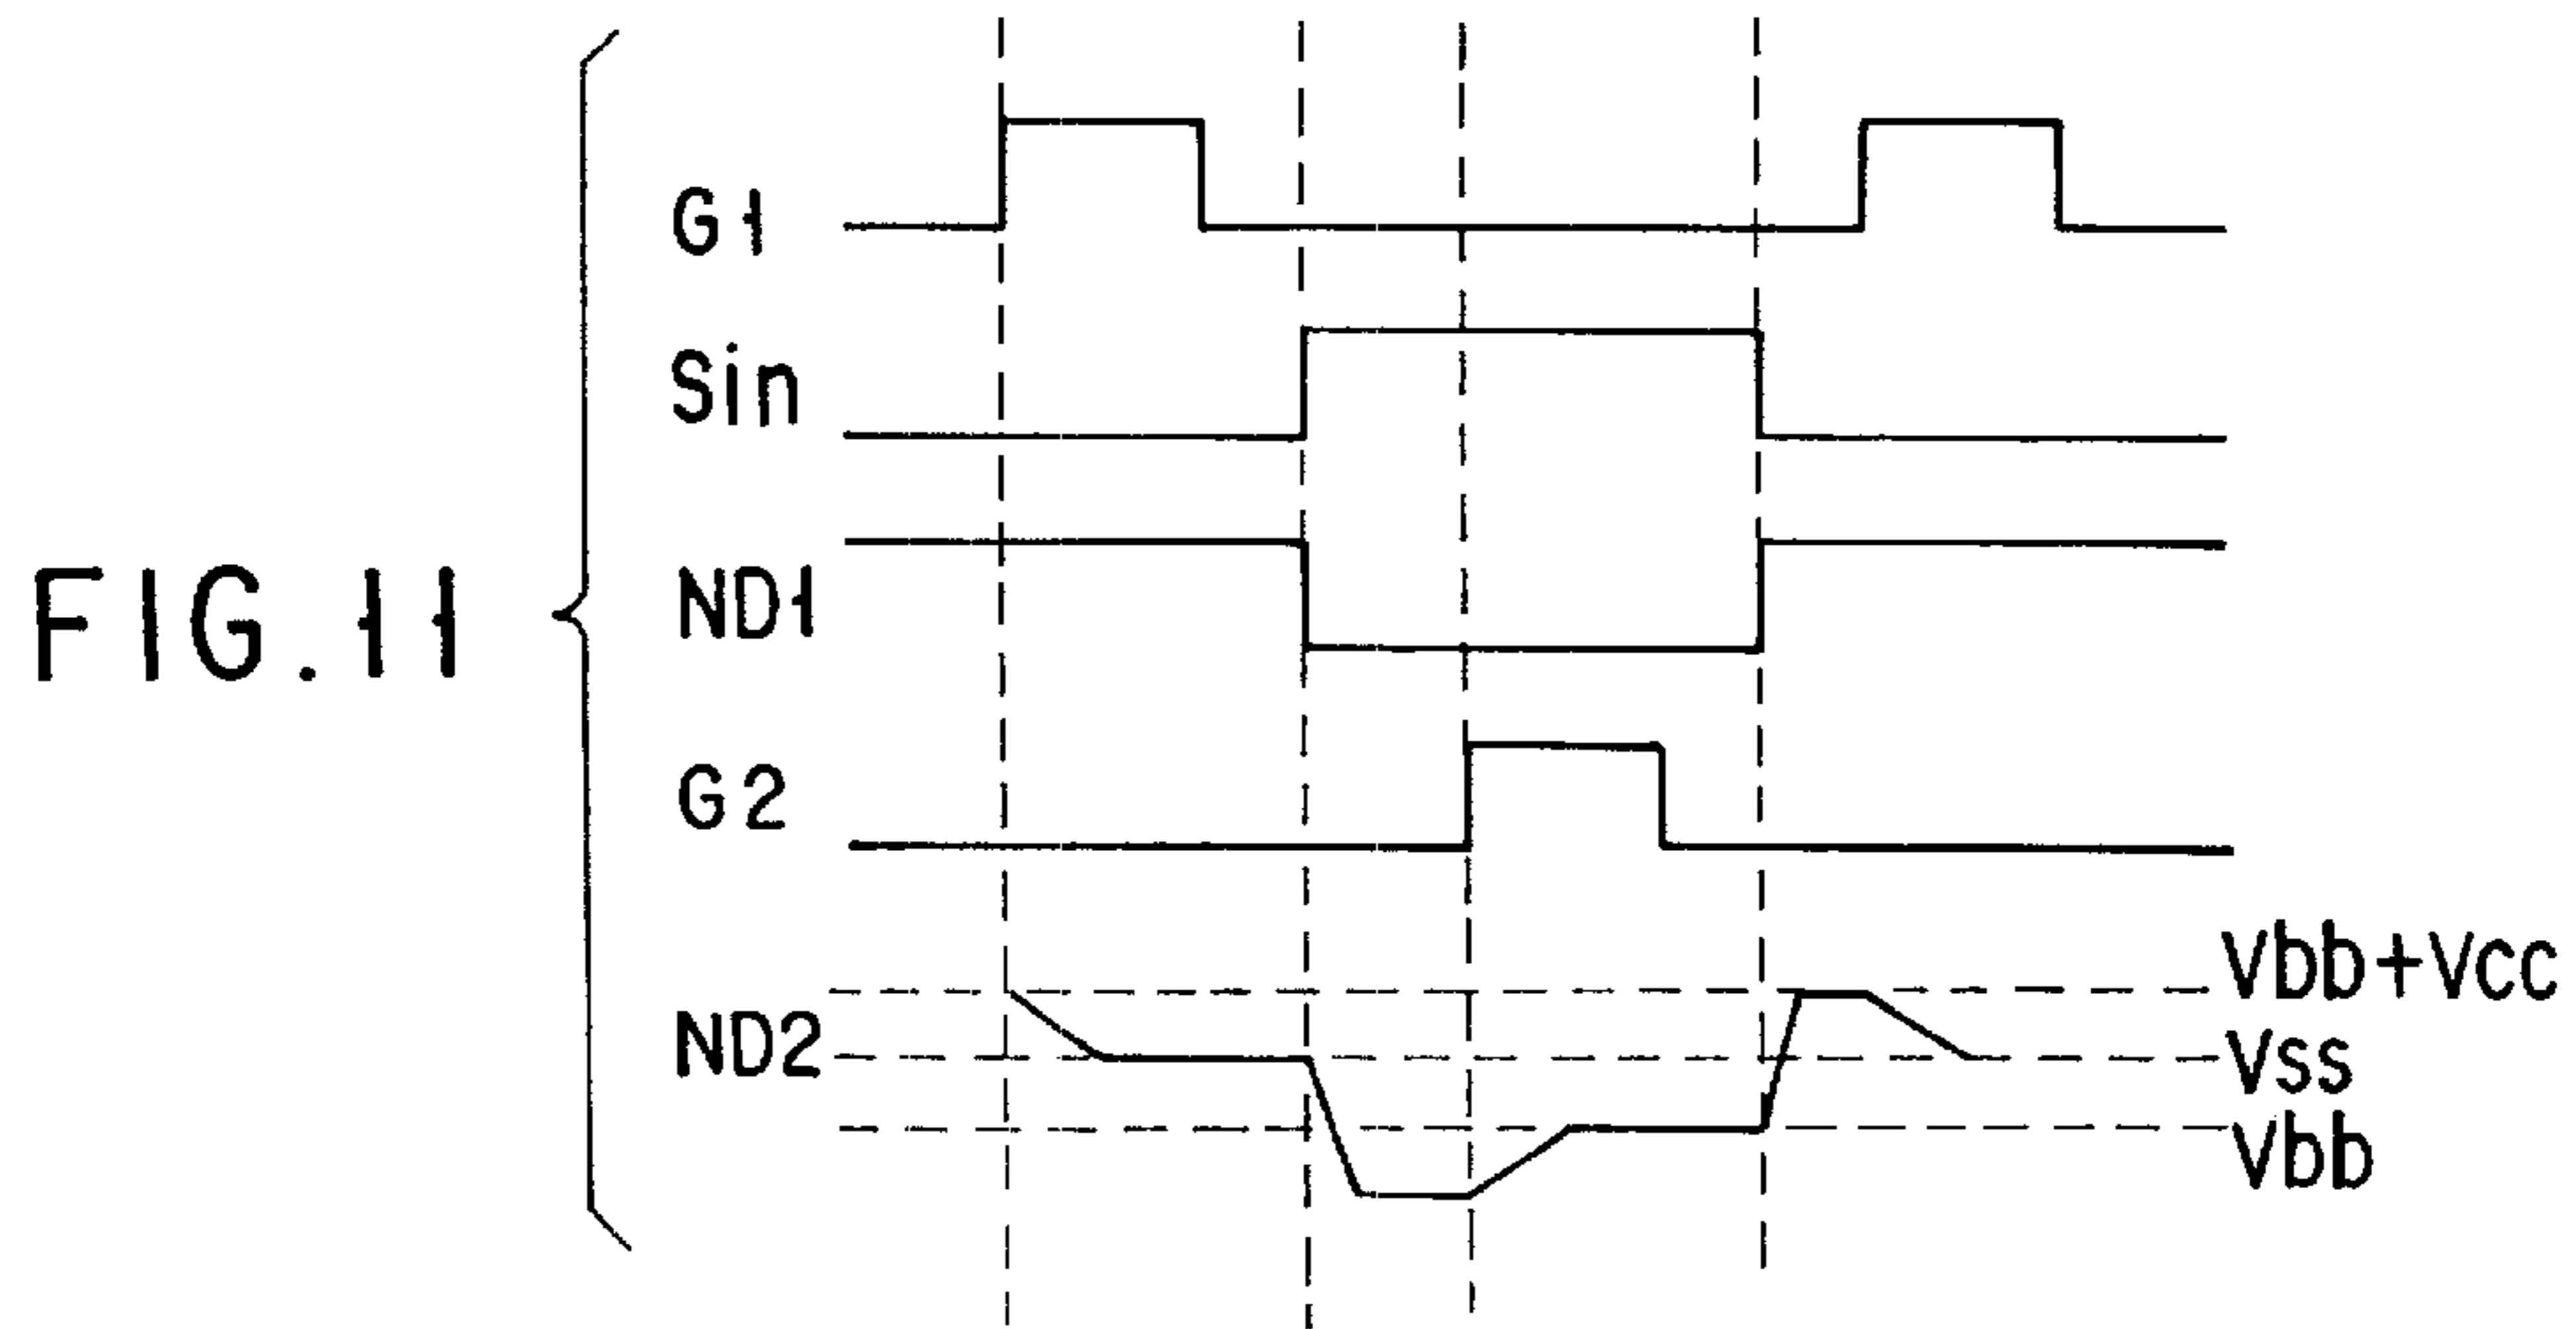 FIG. 11
G1
Sin
ND1
G2
ND2
Vbb+Vcc
Vss
Vbb